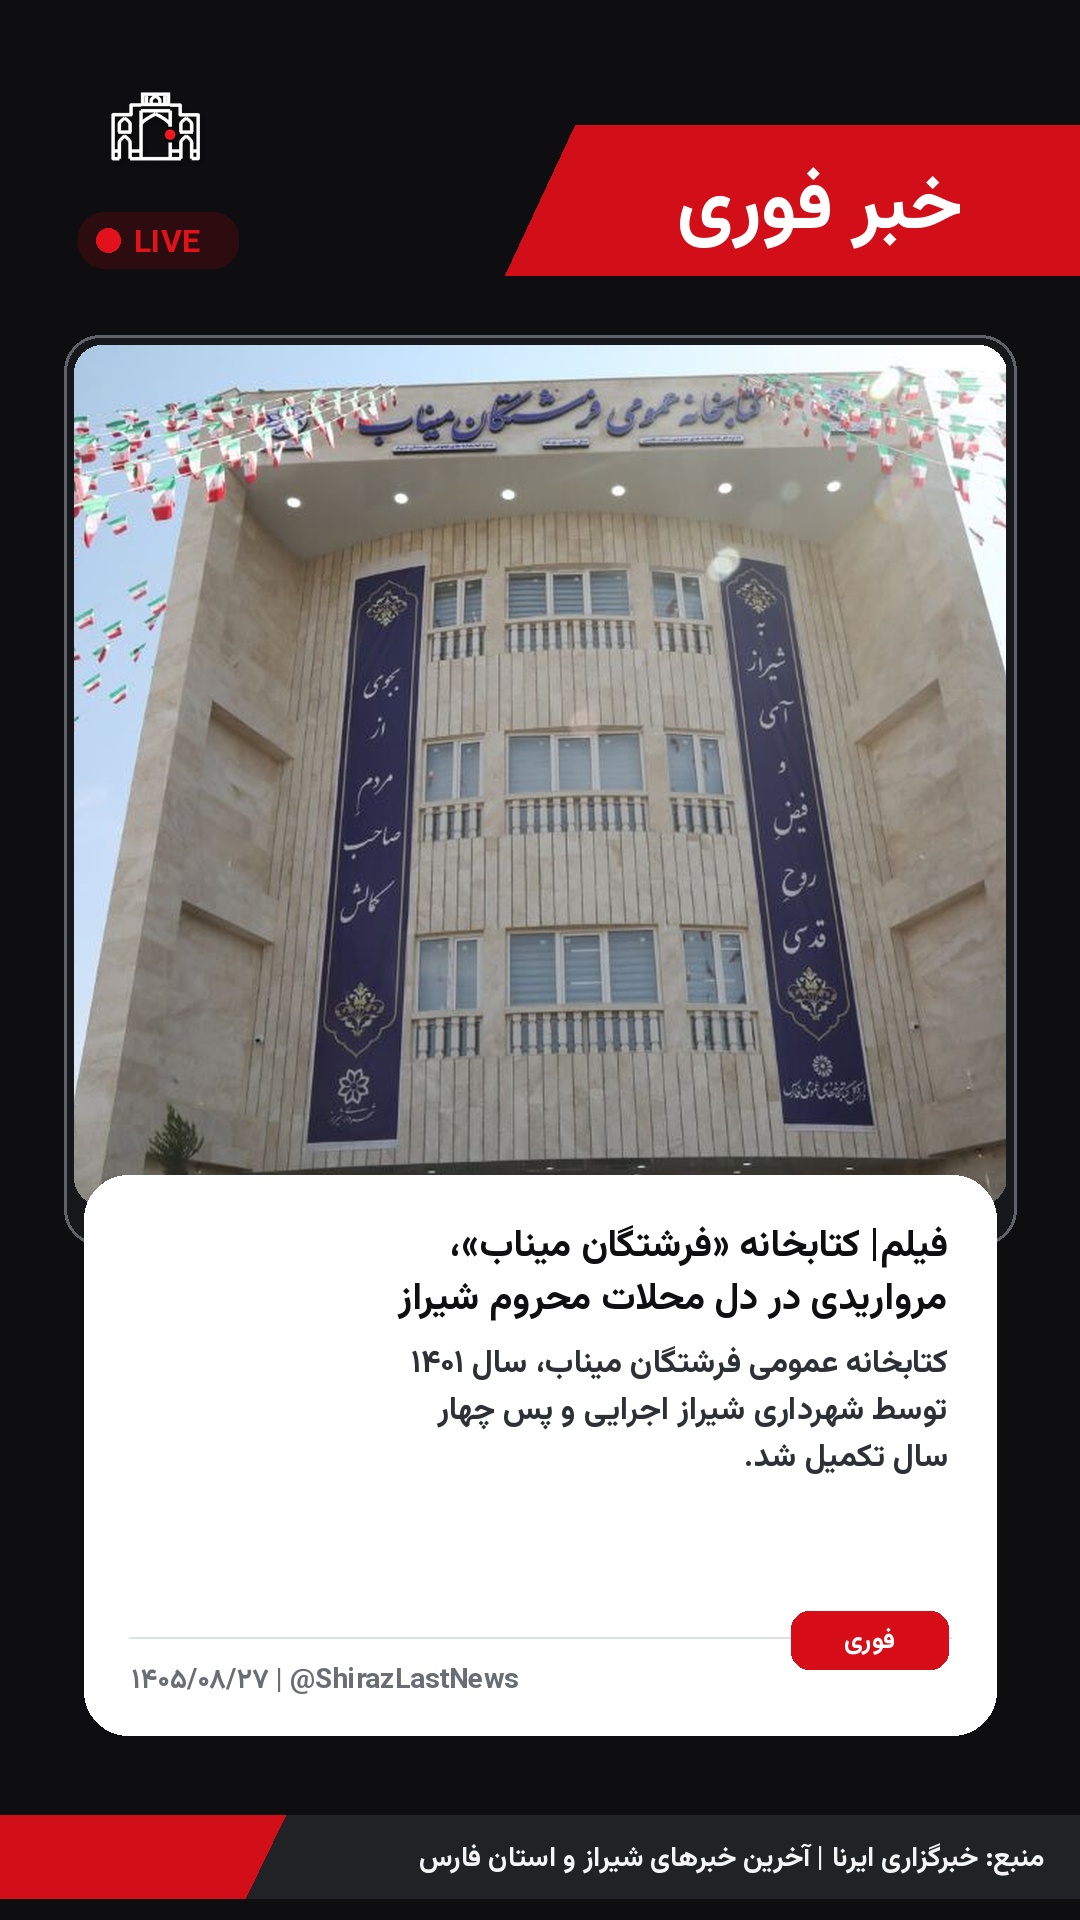 خبر فوری
LIVE
کتابخانه عمومی فرشتگان میناب
به
شیراز
آی
و
فیضِ
روحِ
قدسی
بجوی
از
مردمِ
صاحب
کمالش
فیلم| کتابخانه «فرشتگان میناب»،
مرواریدی در دل محلات محروم شیراز
کتابخانه عمومی فرشتگان میناب، سال ۱۴۰۱
توسط شهرداری شیراز اجرایی و پس چهار
سال تکمیل شد.
فوری
۱۴۰۵/۰۸/۲۷ | @ShirazLastNews
منبع: خبرگزاری ایرنا | آخرین خبرهای شیراز و استان فارس